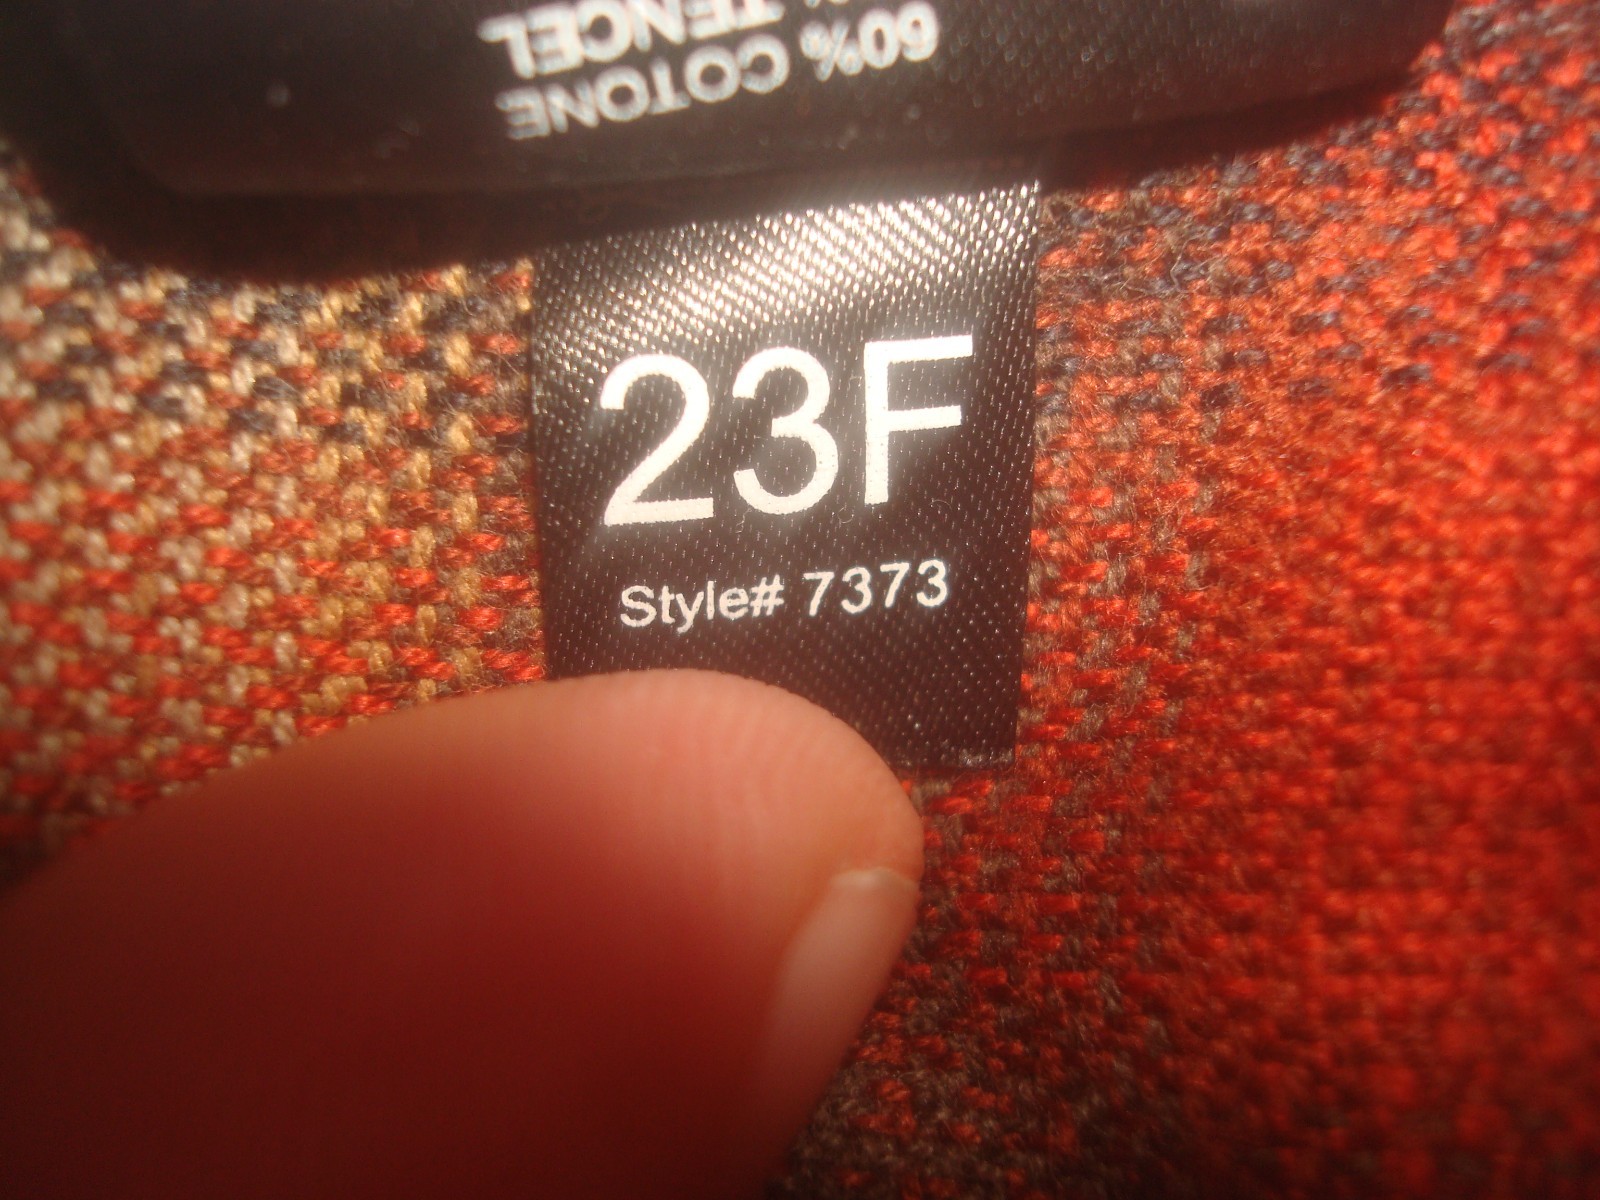 60% COTONE
% TENCEL
23F
Style# 7373